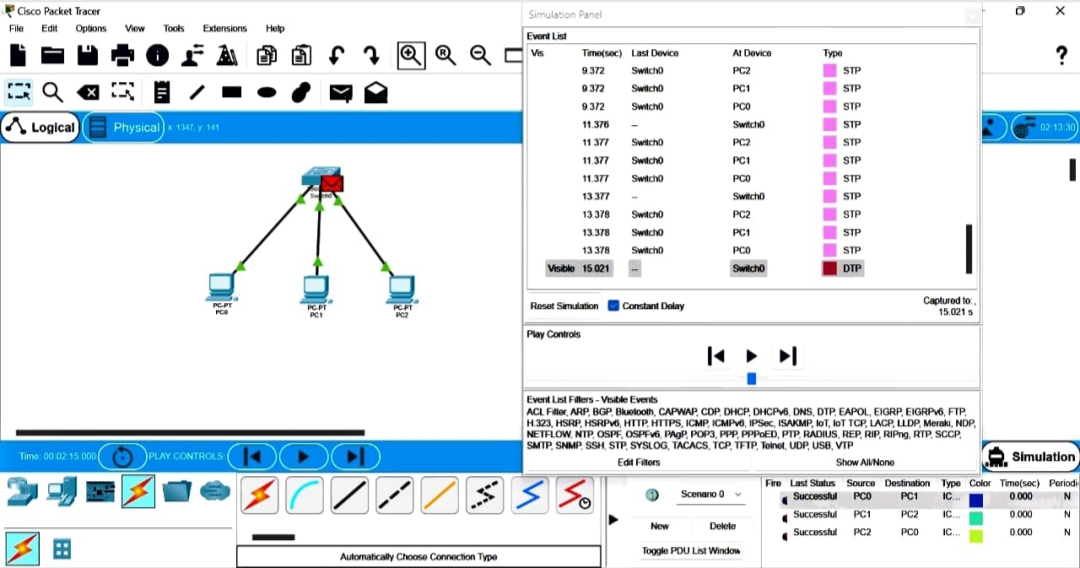 Cisco Packet Tracer
File Edit Options View Tools Extensions Help
Logical Physical x: 1347, y: 141
02:13:30
Switch0
PC-PT
PC0
PC-PT
PC1
PC-PT
PC2
Simulation Panel
Event List
Vis Time(sec) Last Device At Device Type
9.372 Switch0 PC2 STP
9.372 Switch0 PC1 STP
9.372 Switch0 PC0 STP
11.376 -- Switch0 STP
11.377 Switch0 PC2 STP
11.377 Switch0 PC1 STP
11.377 Switch0 PC0 STP
13.377 -- Switch0 STP
13.378 Switch0 PC2 STP
13.378 Switch0 PC1 STP
13.378 Switch0 PC0 STP
Visible 15.021 -- Switch0 DTP
Reset Simulation Constant Delay Captured to:
15.021 s
Play Controls
Event List Filters - Visible Events
ACL Filter, ARP, BGP, Bluetooth, CAPWAP, CDP, DHCP, DHCPv6, DNS, DTP, EAPOL, EIGRP, EIGRPv6, FTP,
H.323, HSRP, HSRPv6, HTTP, HTTPS, ICMP, ICMPv6, IPSec, ISAKMP, IoT, IoT TCP, LACP, LLDP, Meraki, NDP,
NETFLOW, NTP, OSPF, OSPFv6, PAgP, POP3, PPP, PPPoED, PTP, RADIUS, REP, RIP, RIPng, RTP, SCCP,
SMTP, SNMP, SSH, STP, SYSLOG, TACACS, TCP, TFTP, Telnet, UDP, USB, VTP
Edit Filters Show All/None
Time: 00:02:15.000 PLAY CONTROLS:
Simulation
Automatically Choose Connection Type
Scenario 0
New Delete
Toggle PDU List Window
Fire Last Status Source Destination Type Color Time(sec) Periodi
Successful PC0 PC1 IC... 0.000 N
Successful PC1 PC2 IC... 0.000 N
Successful PC2 PC0 IC... 0.000 N